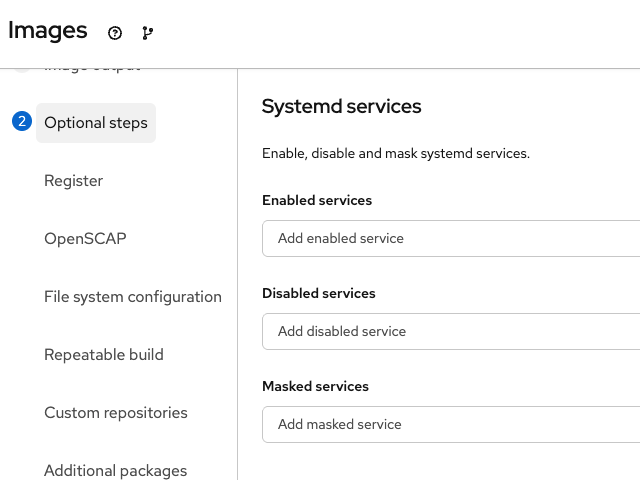 Images
Image output
2 Optional steps
Register
OpenSCAP
File system configuration
Repeatable build
Custom repositories
Additional packages
Systemd services
Enable, disable and mask systemd services.
Enabled services
Add enabled service
Disabled services
Add disabled service
Masked services
Add masked service